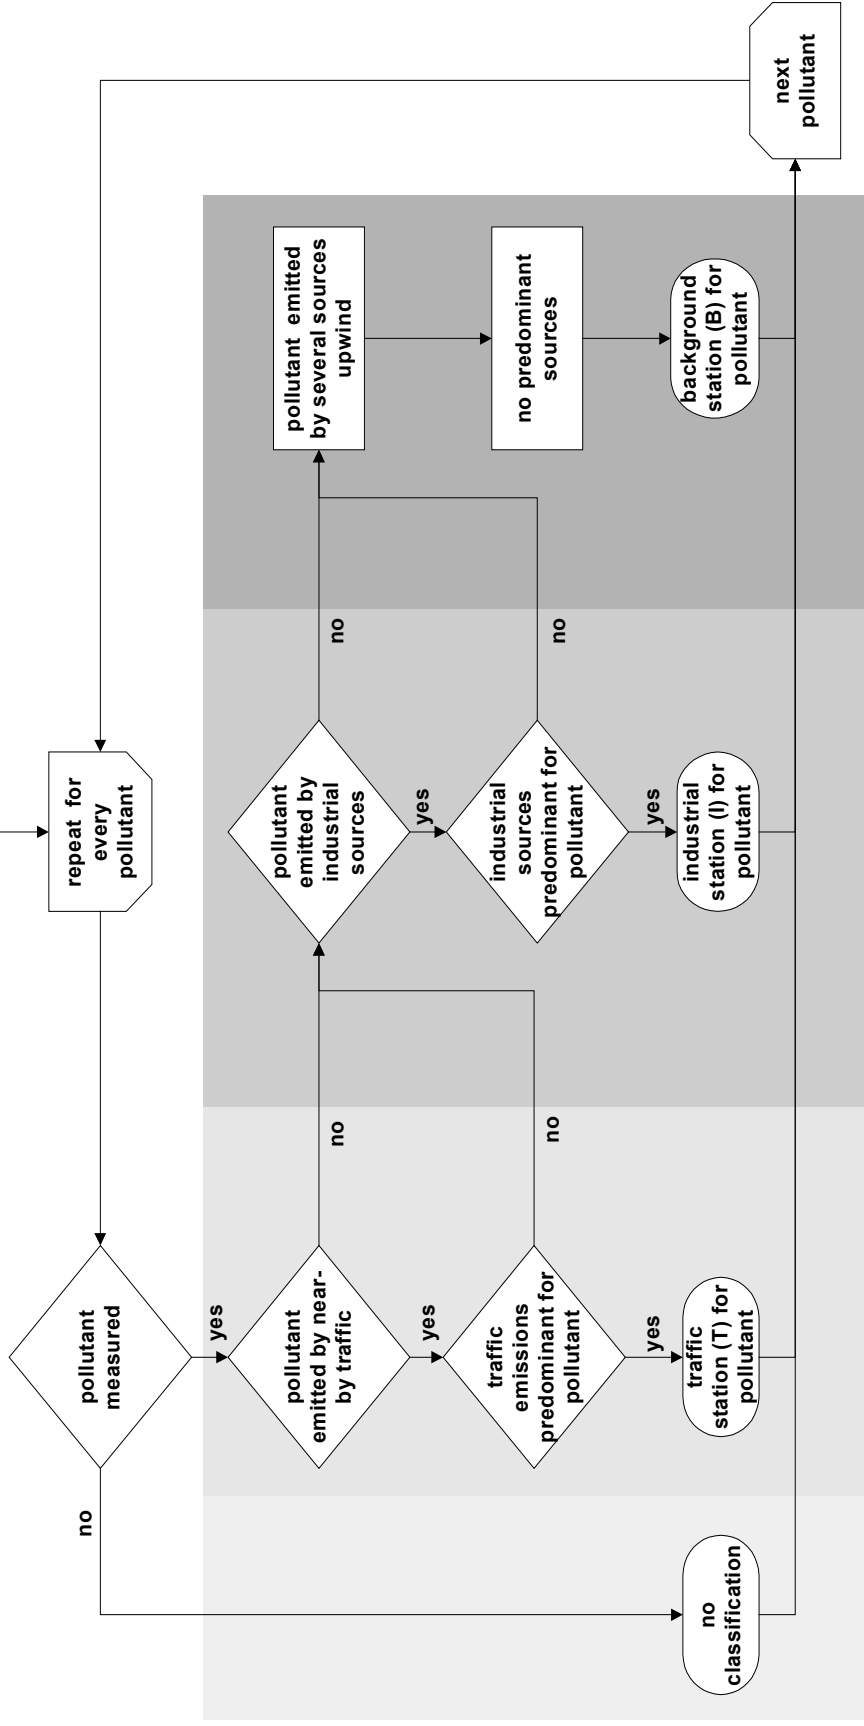 repeat for
every
pollutant
no
pollutant
measured
yes
pollutant
emitted by near-
by traffic
no
yes
traffic
emissions
predominant for
pollutant
no
yes
no
classification
traffic
station (T) for
pollutant
pollutant
emitted by
industrial
sources
no
yes
industrial
sources
predominant for
pollutant
no
yes
industrial
station (I) for
pollutant
pollutant emitted
by several sources
upwind
no predominant
sources
background
station (B) for
pollutant
next
pollutant